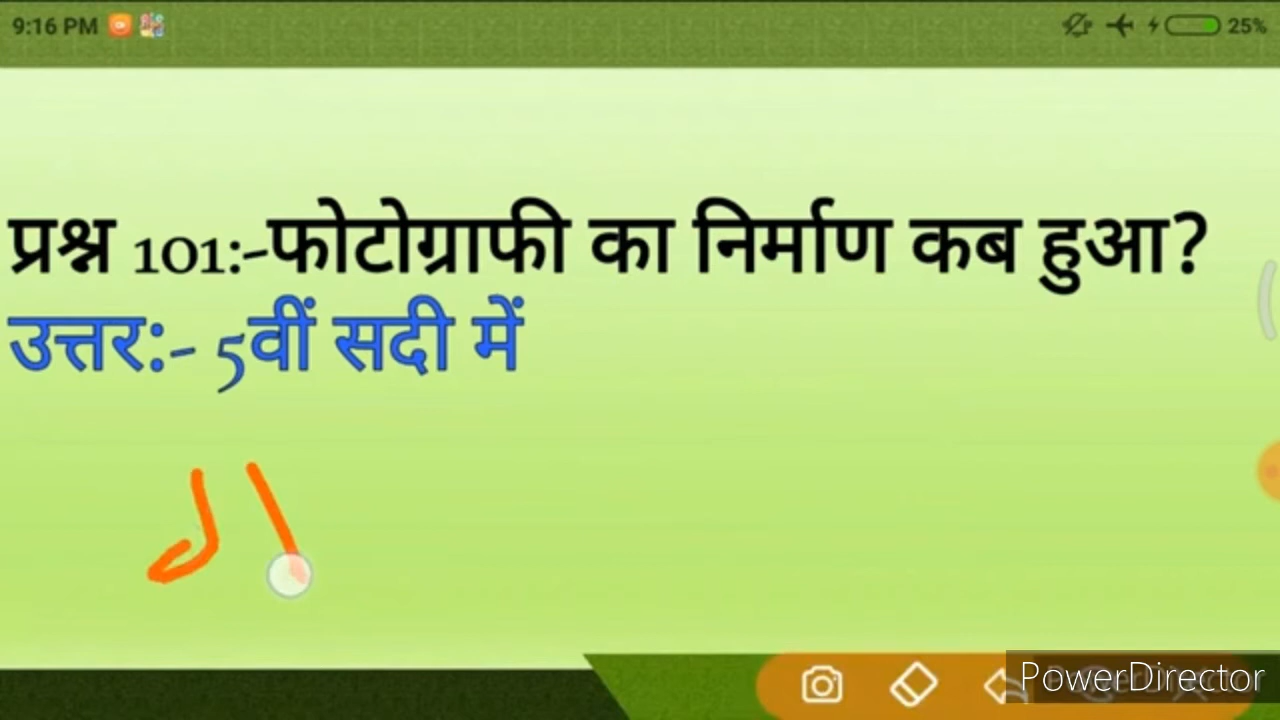 9:16 PM 25%
प्रश्न 101:-फोटोग्राफी का निर्माण कब हुआ?
उत्तर:- 5वीं सदी में
PowerDirector